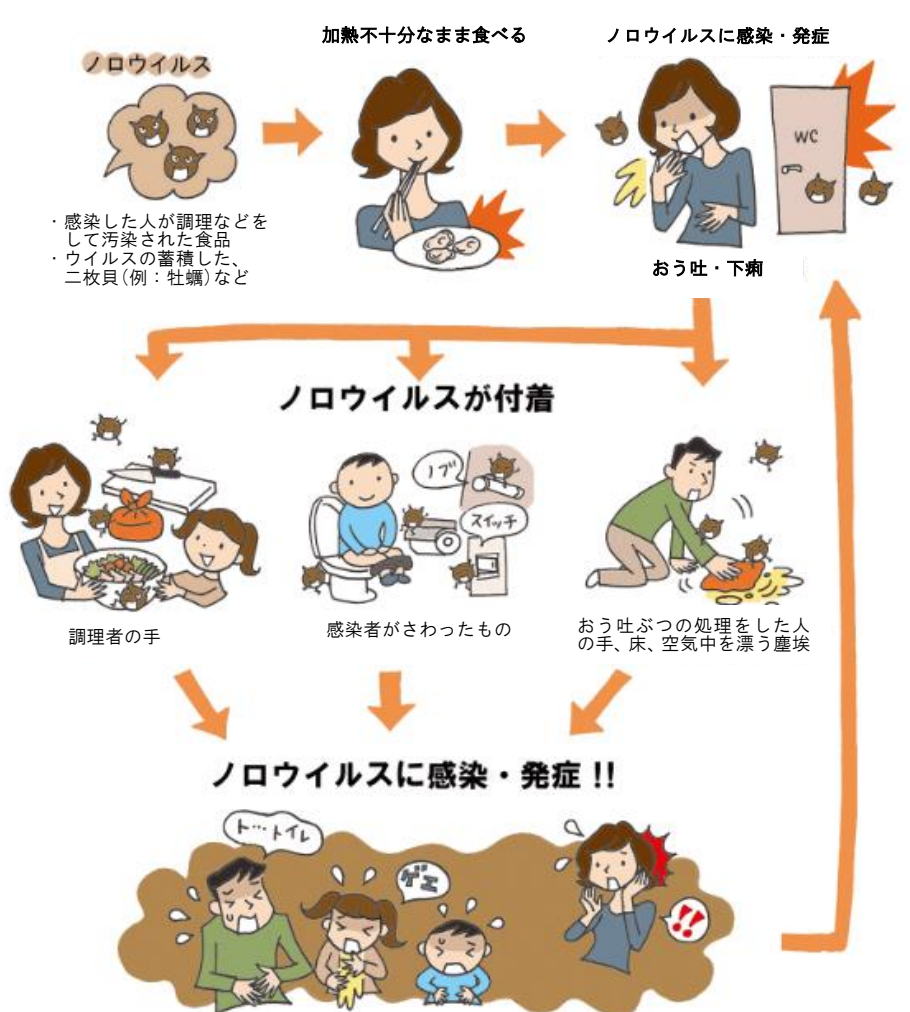 加熱不十分なまま食べる
ノロウイルスに感染・発症
ノロウイルス
WC
・感染した人が調理などを
して汚染された食品
・ウイルスの蓄積した、
二枚貝(例：牡蠣)など
おう吐・下痢
ノロウイルスが付着
ノブ
スイッチ
調理者の手
感染者がさわったもの
おう吐ぶつの処理をした人
の手、床、空気中を漂う塵埃
ノロウイルスに感染・発症!!
ト…トイレ
ゲエ
!!